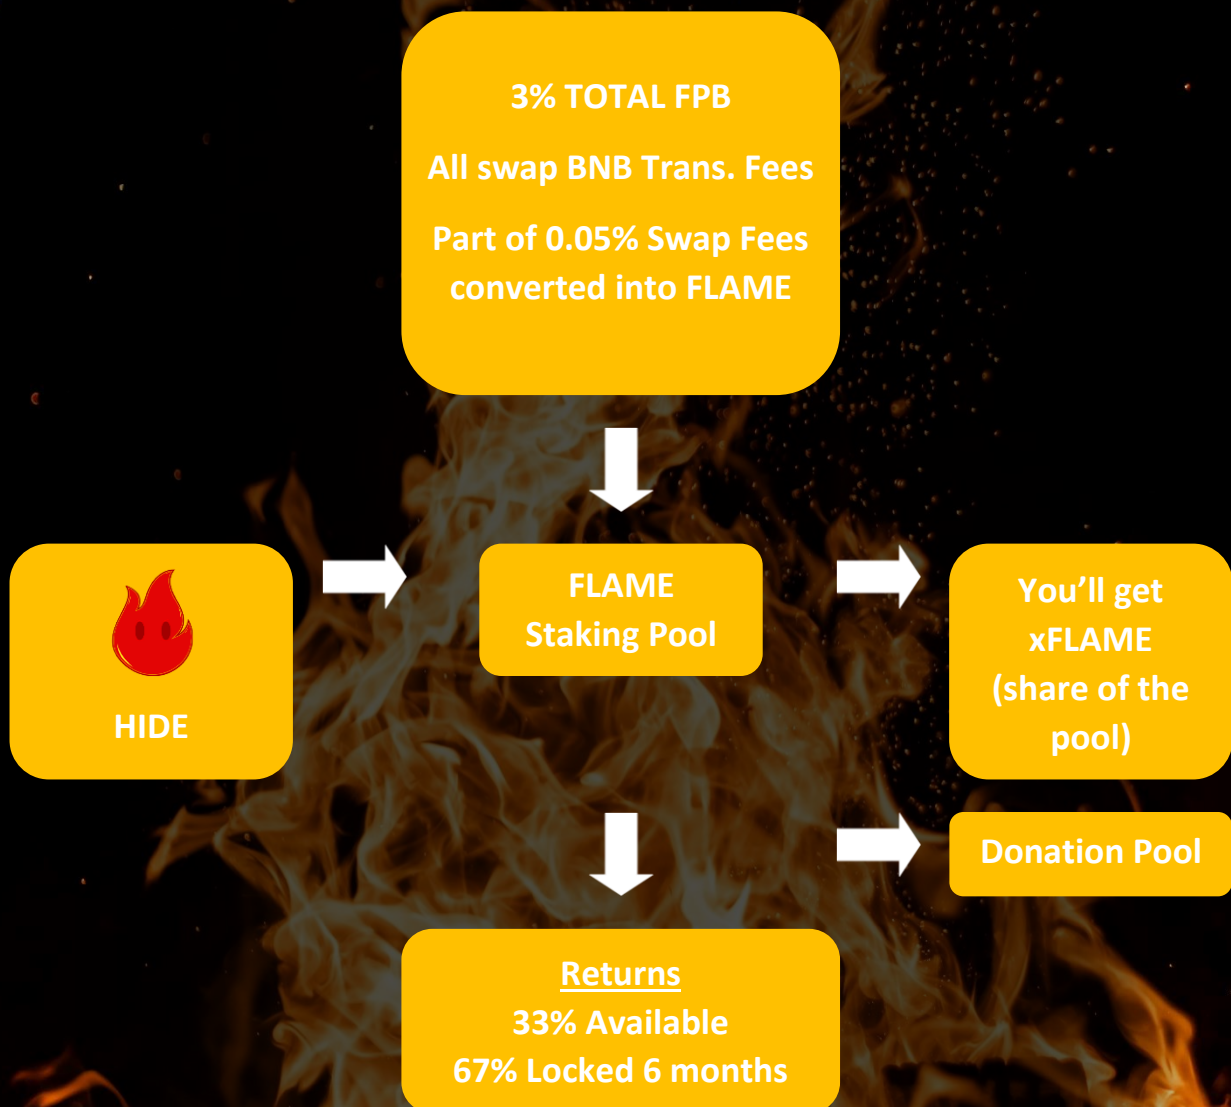 3% TOTAL FPB
All swap BNB Trans. Fees
Part of 0.05% Swap Fees
converted into FLAME
HIDE
FLAME
Staking Pool
You’ll get
xFLAME
(share of the
pool)
Donation Pool
Returns
33% Available
67% Locked 6 months